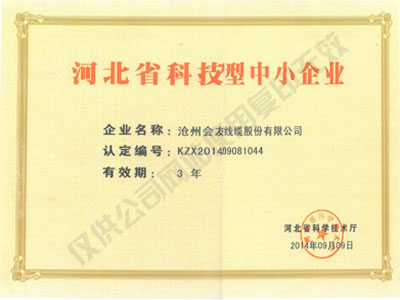 河北省科技型中小企业
企业名称：沧州会友线缆股份有限公司
认定编号：KZX201409081044
有效期：3 年
河北省科学技术厅
2014年09月09日
仅供公司网站使用复印无效